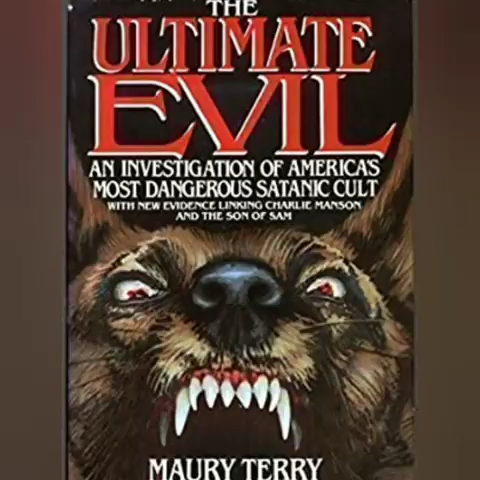 THE
ULTIMATE
EVIL
AN INVESTIGATION OF AMERICA'S
MOST DANGEROUS SATANIC CULT
WITH NEW EVIDENCE LINKING CHARLIE MANSON
AND THE SON OF SAM
MAURY TERRY